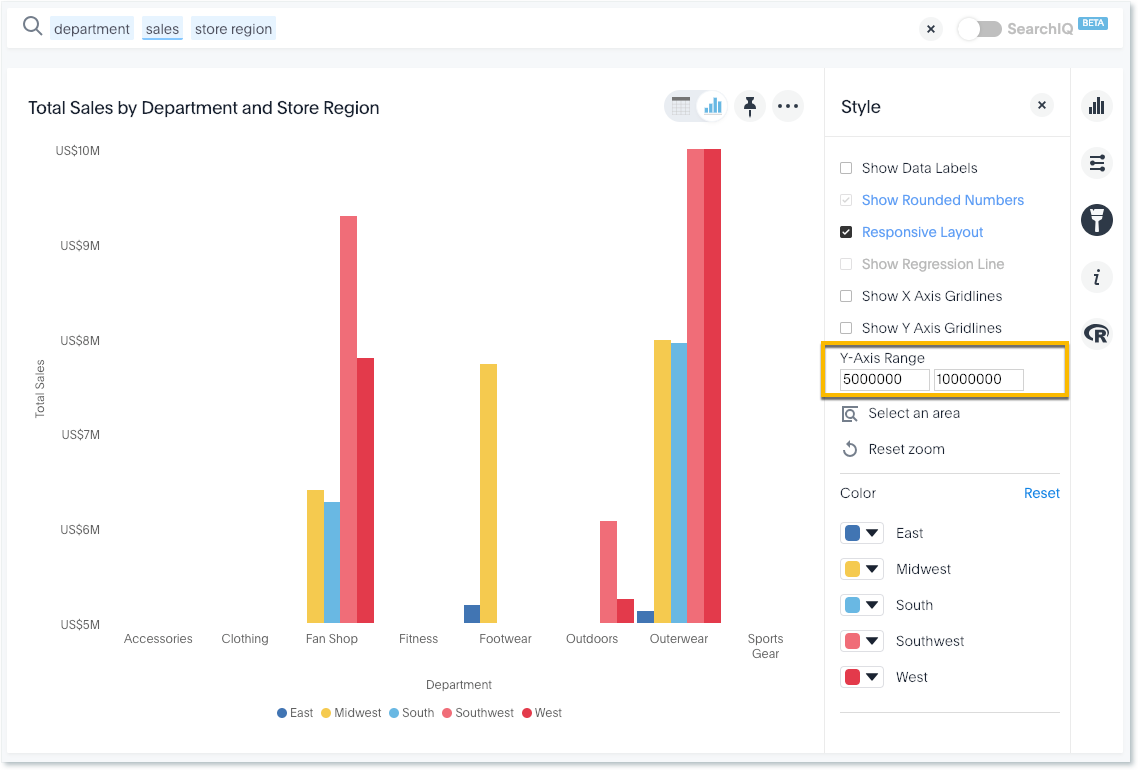 department sales store region
SearchIQ BETA
Total Sales by Department and Store Region
US$10M
US$9M
US$8M
US$7M
US$6M
US$5M
Total Sales
Accessories Clothing Fan Shop Fitness Footwear Outdoors Outerwear Sports
Gear
Department
East Midwest South Southwest West
Style
Show Data Labels
Show Rounded Numbers
Responsive Layout
Show Regression Line
Show X Axis Gridlines
Show Y Axis Gridlines
Y-Axis Range
5000000 10000000
Select an area
Reset zoom
Color Reset
East
Midwest
South
Southwest
West
i
R